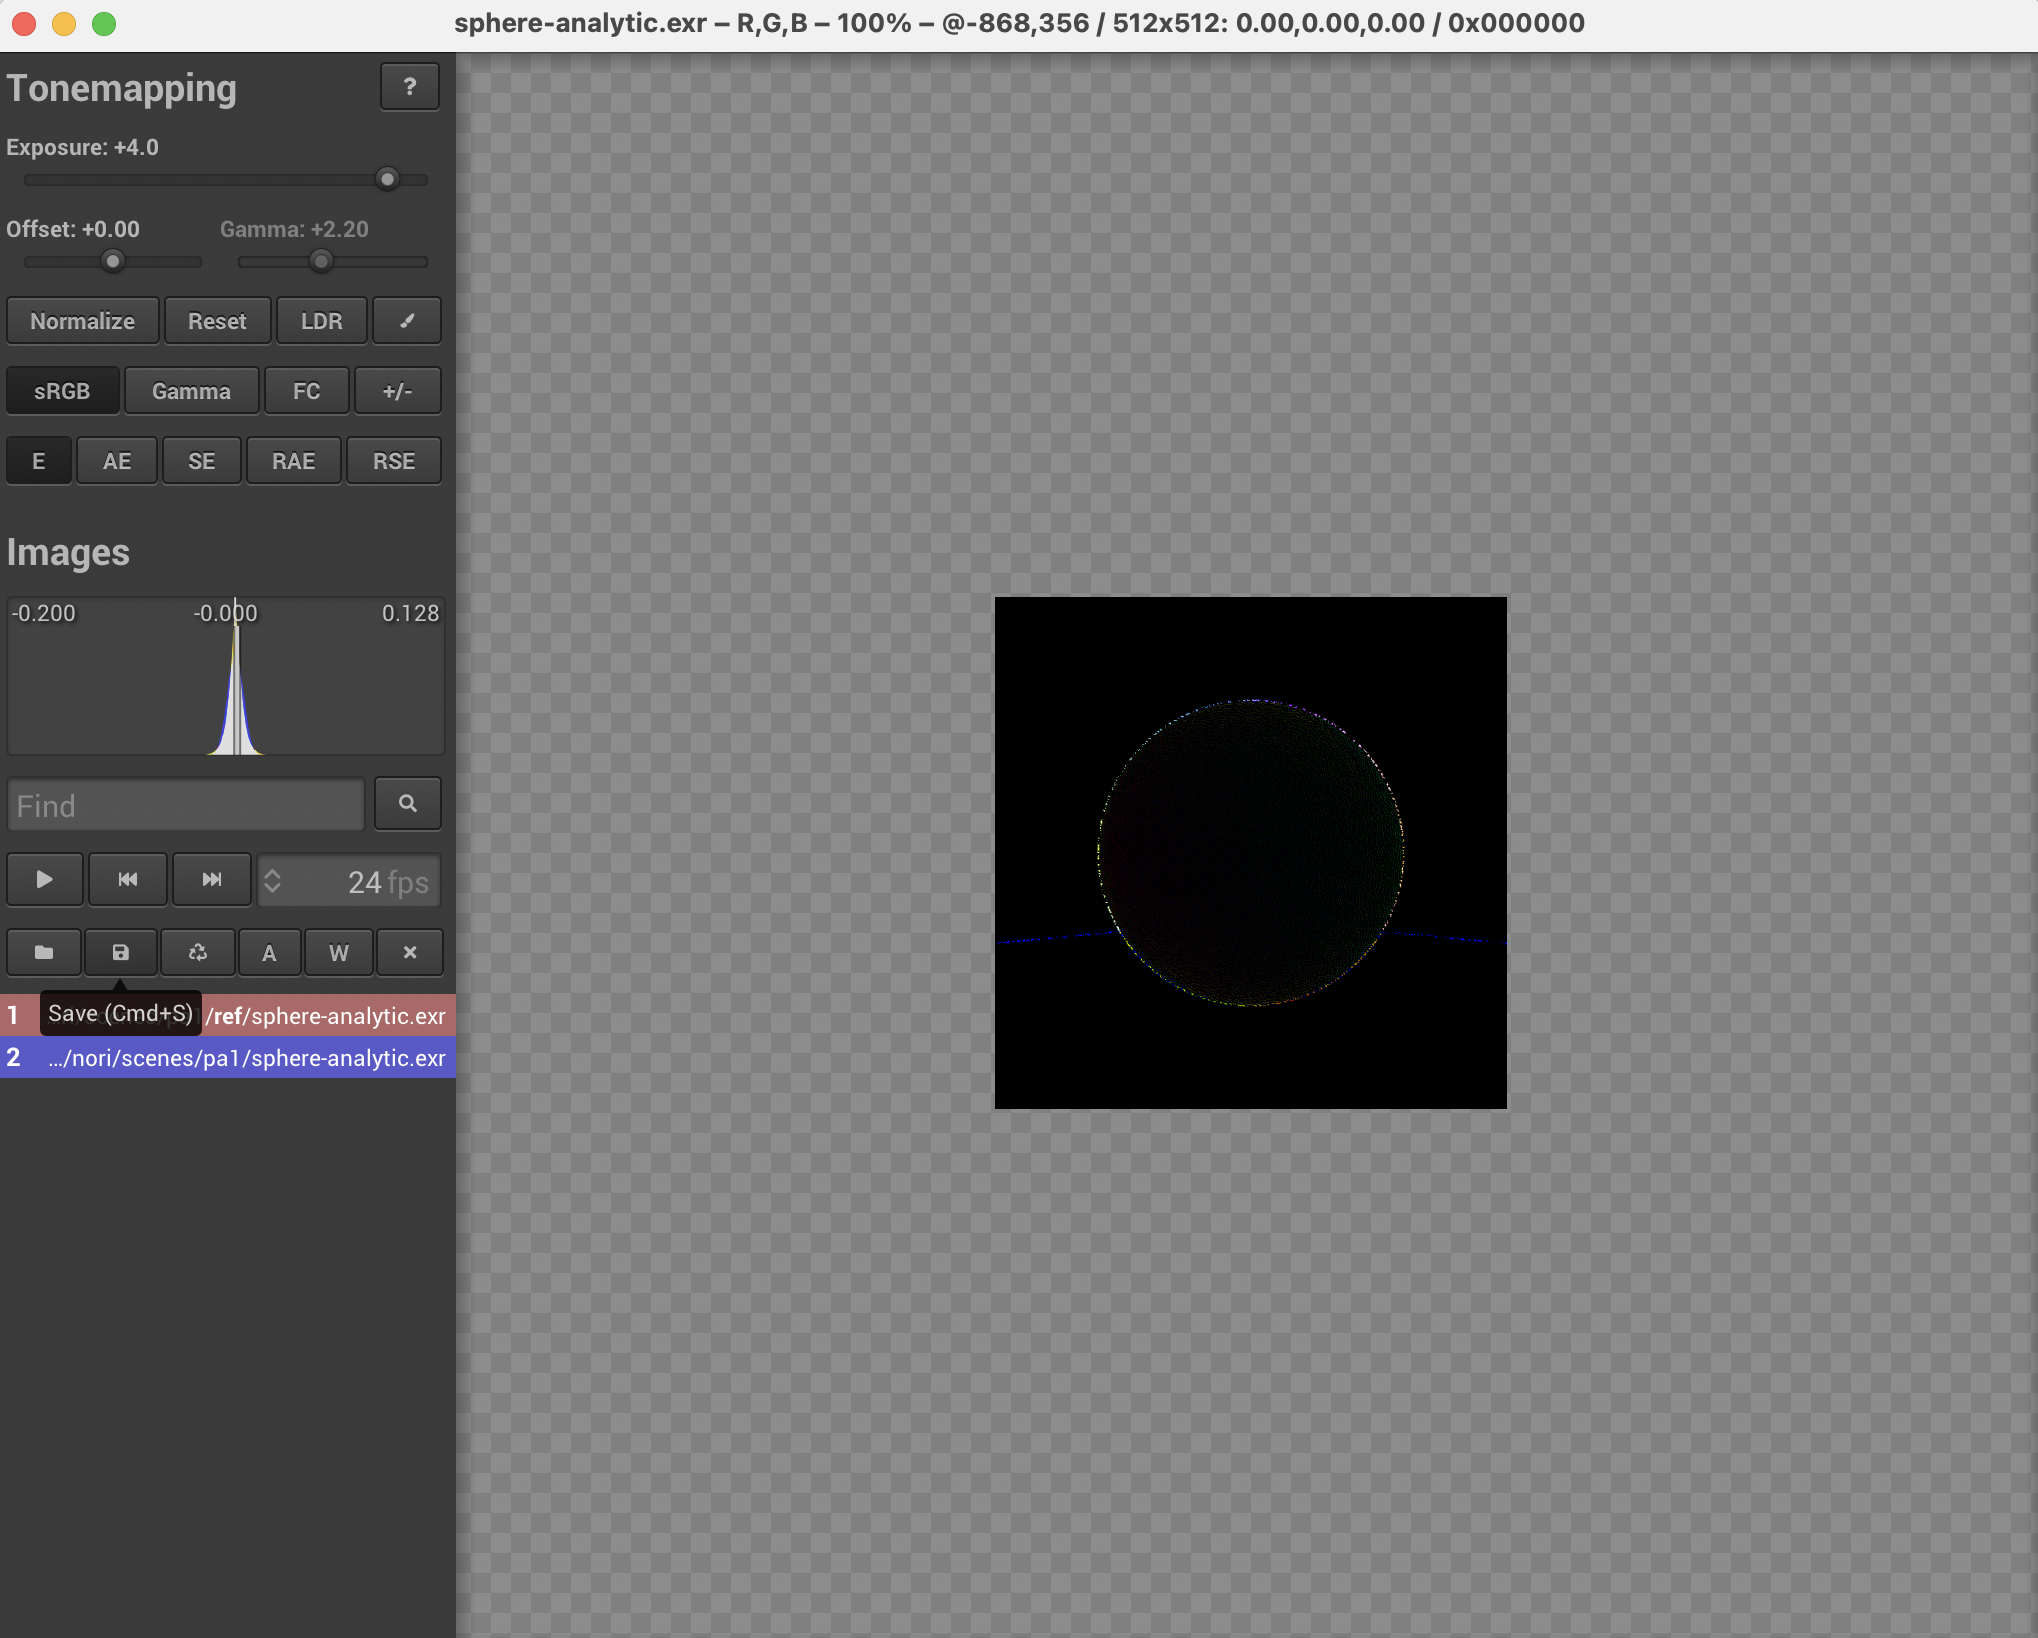 sphere-analytic.exr – R,G,B – 100% – @-868,356 / 512x512: 0.00,0.00,0.00 / 0x000000
Tonemapping
?
Exposure: +4.0
Offset: +0.00 Gamma: +2.20
Normalize Reset LDR
sRGB Gamma FC +/-
E AE SE RAE RSE
Images
-0.200 -0.000 0.128
Find
24 fps
A W
1 /ref/sphere-analytic.exr
Save (Cmd+S)
2 .../nori/scenes/pa1/sphere-analytic.exr